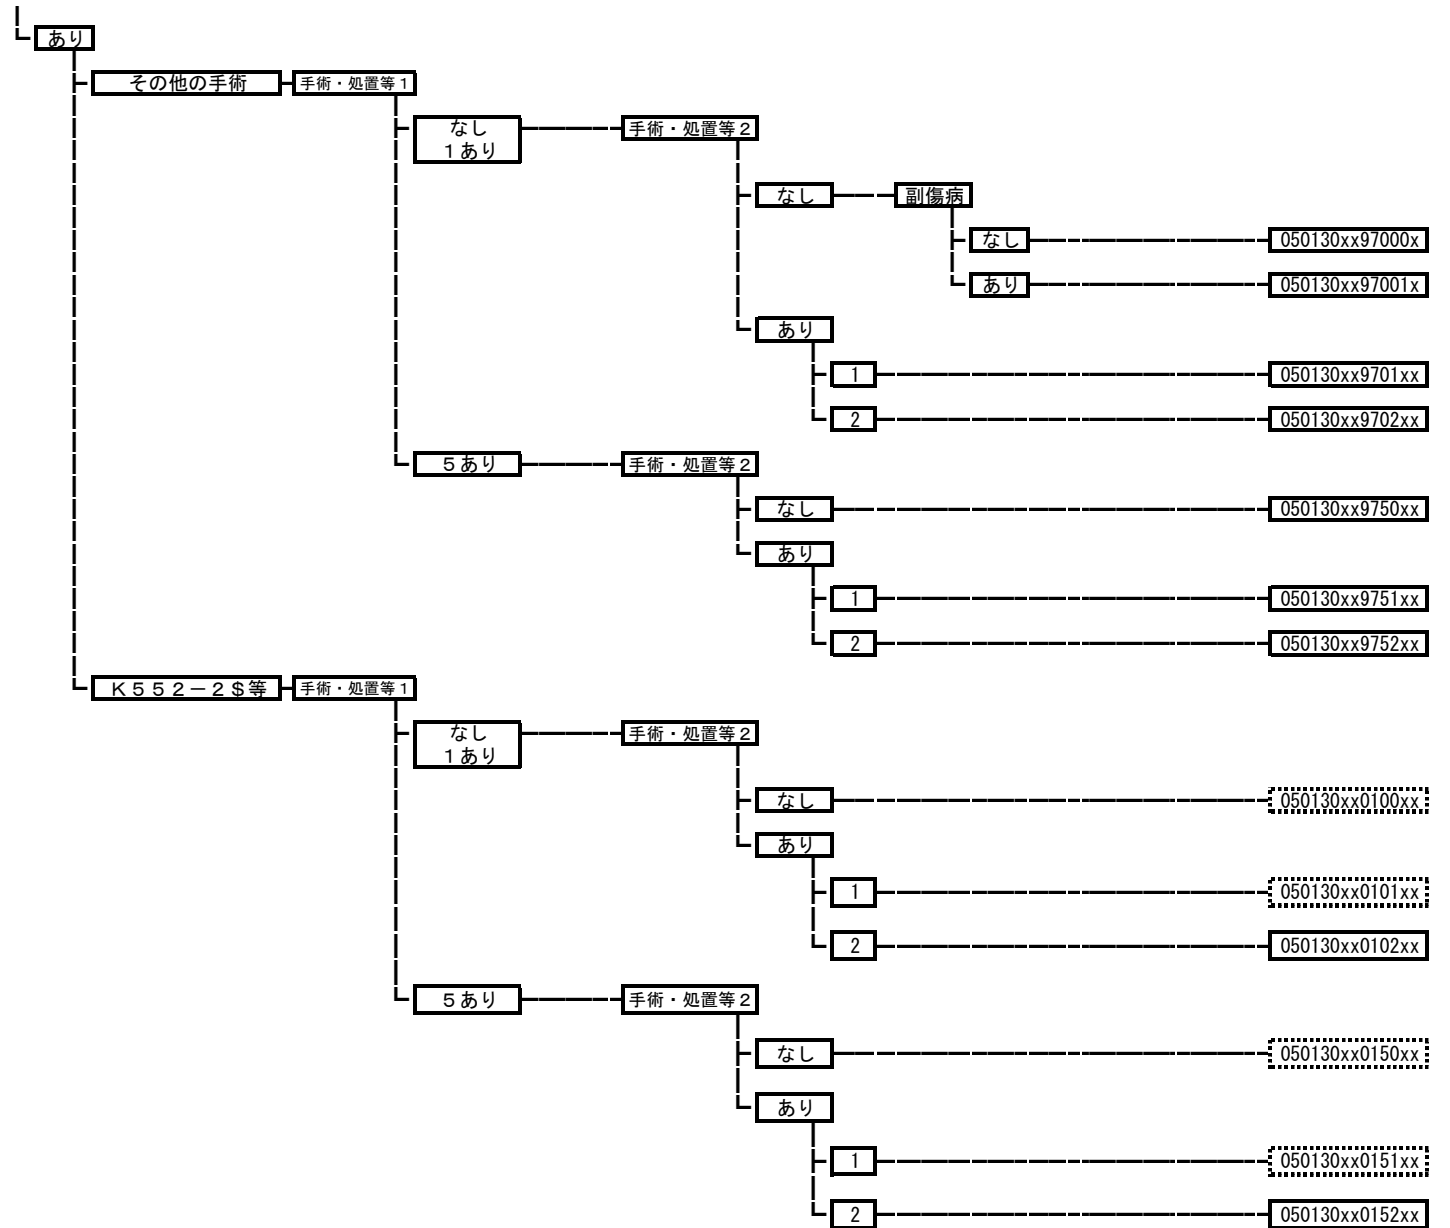 あり
その他の手術 手術・処置等１
なし 手術・処置等２
１あり
なし 副傷病
なし 050130xx97000x
あり 050130xx97001x
あり
1 050130xx9701xx
2 050130xx9702xx
５あり 手術・処置等２
なし 050130xx9750xx
あり
1 050130xx9751xx
2 050130xx9752xx
Ｋ５５２－２＄等 手術・処置等１
なし 手術・処置等２
１あり
なし 050130xx0100xx
あり
1 050130xx0101xx
2 050130xx0102xx
５あり 手術・処置等２
なし 050130xx0150xx
あり
1 050130xx0151xx
2 050130xx0152xx